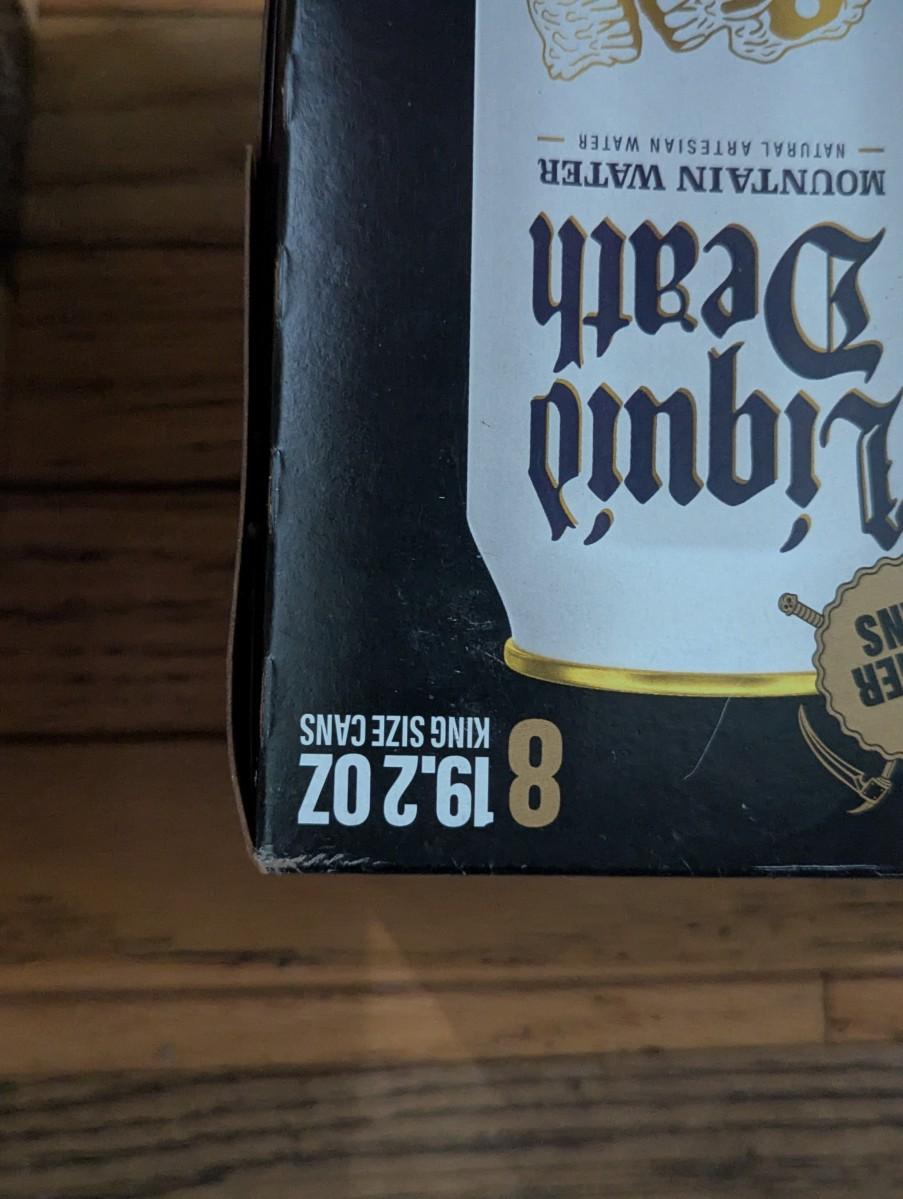 8
19.2 OZ
KING SIZE CANS
Liquid
Death
MOUNTAIN WATER
NATURAL ARTESIAN WATER